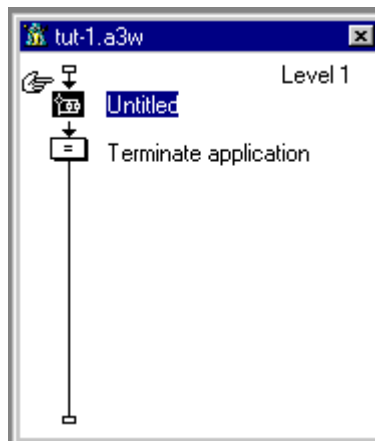 tut-1.a3w
Level 1
Untitled
=
Terminate application